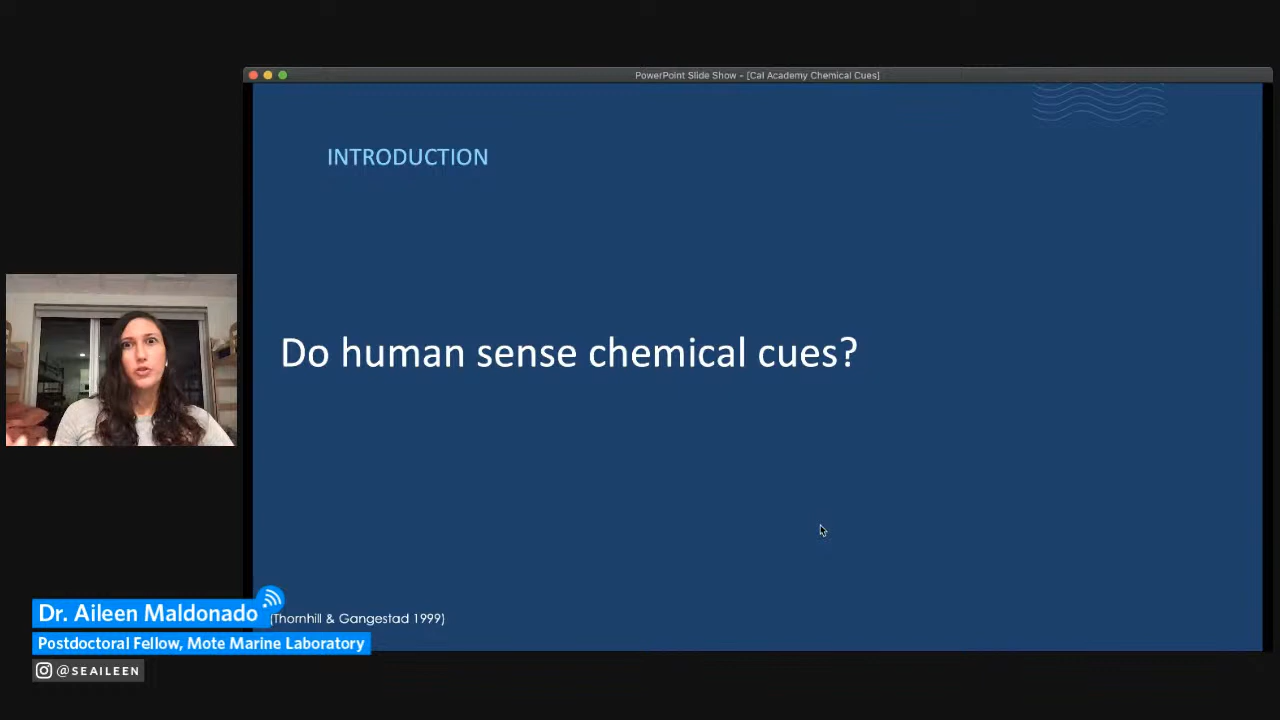 PowerPoint Slide Show - [Cal Academy Chemical Cues]
INTRODUCTION
Do human sense chemical cues?
(Thornhill & Gangestad 1999)
Dr. Aileen Maldonado
Postdoctoral Fellow, Mote Marine Laboratory
@SEAILEEN